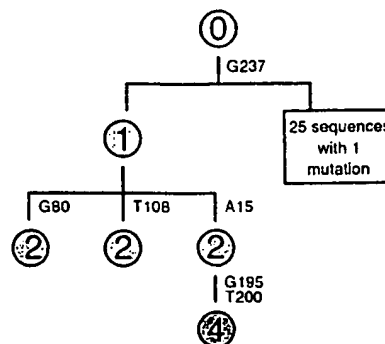 0
G237
1
25 sequences
with 1
mutation
G80
T108
A15
2
2
2
G195
T200
4